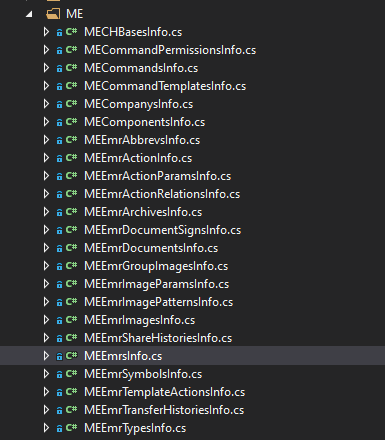 ME
C# MECHBasesInfo.cs
C# MECommandPermissionsInfo.cs
C# MECommandsInfo.cs
C# MECommandTemplatesInfo.cs
C# MECompanysInfo.cs
C# MEComponentsInfo.cs
C# MEEmrAbbrevsInfo.cs
C# MEEmrActionInfo.cs
C# MEEmrActionParamsInfo.cs
C# MEEmrActionRelationsInfo.cs
C# MEEmrArchivesInfo.cs
C# MEEmrDocumentSignsInfo.cs
C# MEEmrDocumentsInfo.cs
C# MEEmrGroupImagesInfo.cs
C# MEEmrImageParamsInfo.cs
C# MEEmrImagePatternsInfo.cs
C# MEEmrImagesInfo.cs
C# MEEmrShareHistoriesInfo.cs
C# MEEmrsInfo.cs
C# MEEmrSymbolsInfo.cs
C# MEEmrTemplateActionsInfo.cs
C# MEEmrTransferHistoriesInfo.cs
C# MEEmrTypesInfo.cs